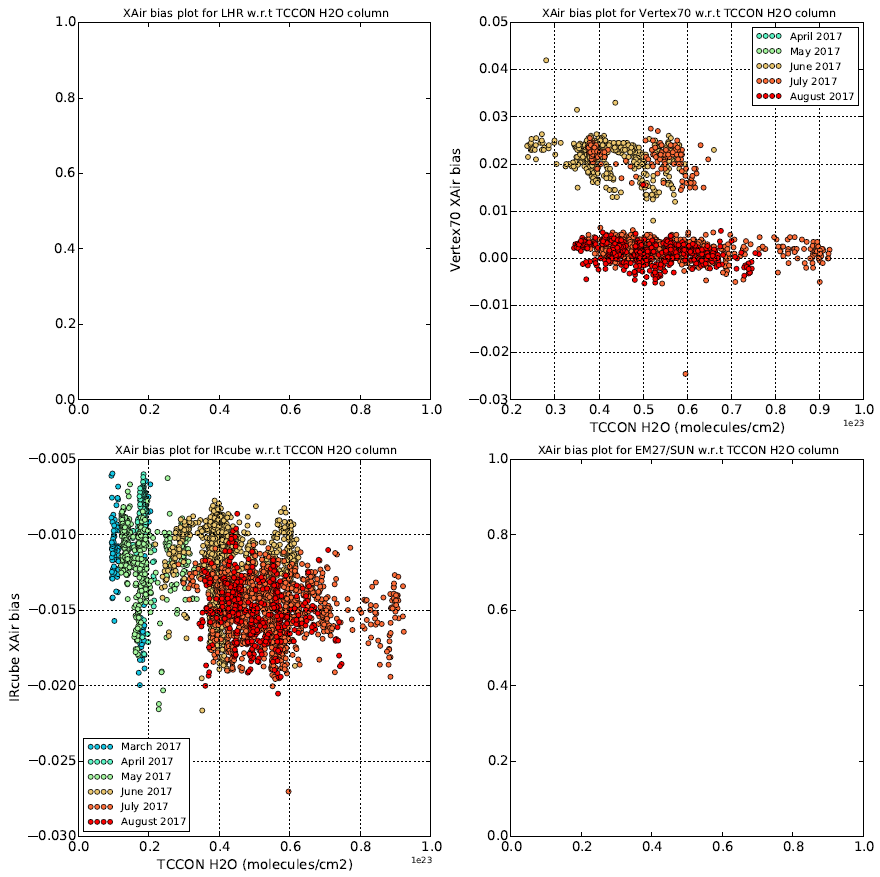 XAir bias plot for LHR w.r.t TCCON H2O column
1.0
0.8
0.6
0.4
0.2
0.0
0.0 0.2 0.4 0.6 0.8 1.0
XAir bias plot for Vertex70 w.r.t TCCON H2O column
Vertex70 XAir bias
0.05
0.04
0.03
0.02
0.01
0.00
−0.01
−0.02
−0.03
0.2 0.3 0.4 0.5 0.6 0.7 0.8 0.9 1.0
TCCON H2O (molecules/cm2)
1e23
April 2017
May 2017
June 2017
July 2017
August 2017
XAir bias plot for IRcube w.r.t TCCON H2O column
IRcube XAir bias
−0.005
−0.010
−0.015
−0.020
−0.025
−0.030
March 2017
April 2017
May 2017
June 2017
July 2017
August 2017
0.0 0.2 0.4 0.6 0.8 1.0
TCCON H2O (molecules/cm2)
1e23
XAir bias plot for EM27/SUN w.r.t TCCON H2O column
1.0
0.8
0.6
0.4
0.2
0.0
0.0 0.2 0.4 0.6 0.8 1.0